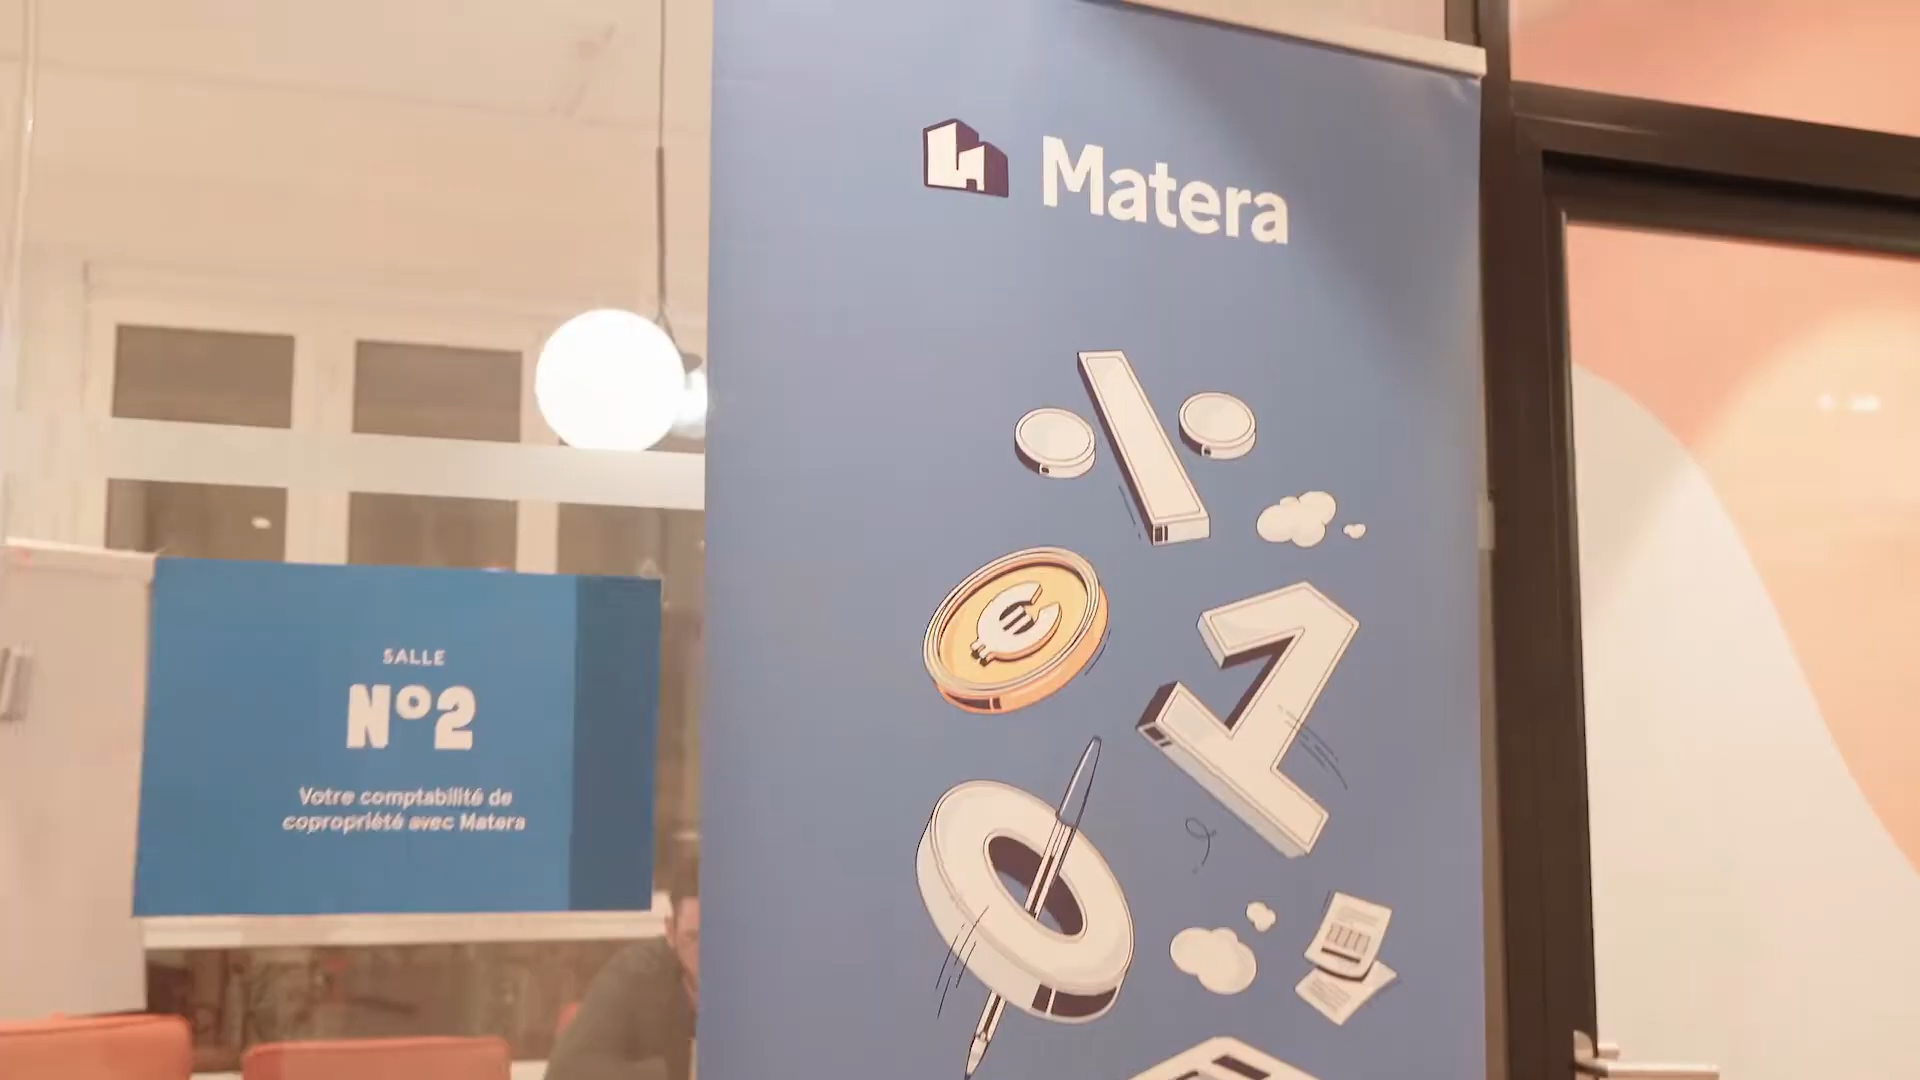 Matera
SALLE
N°2
Votre comptabilité de
copropriété avec Matera